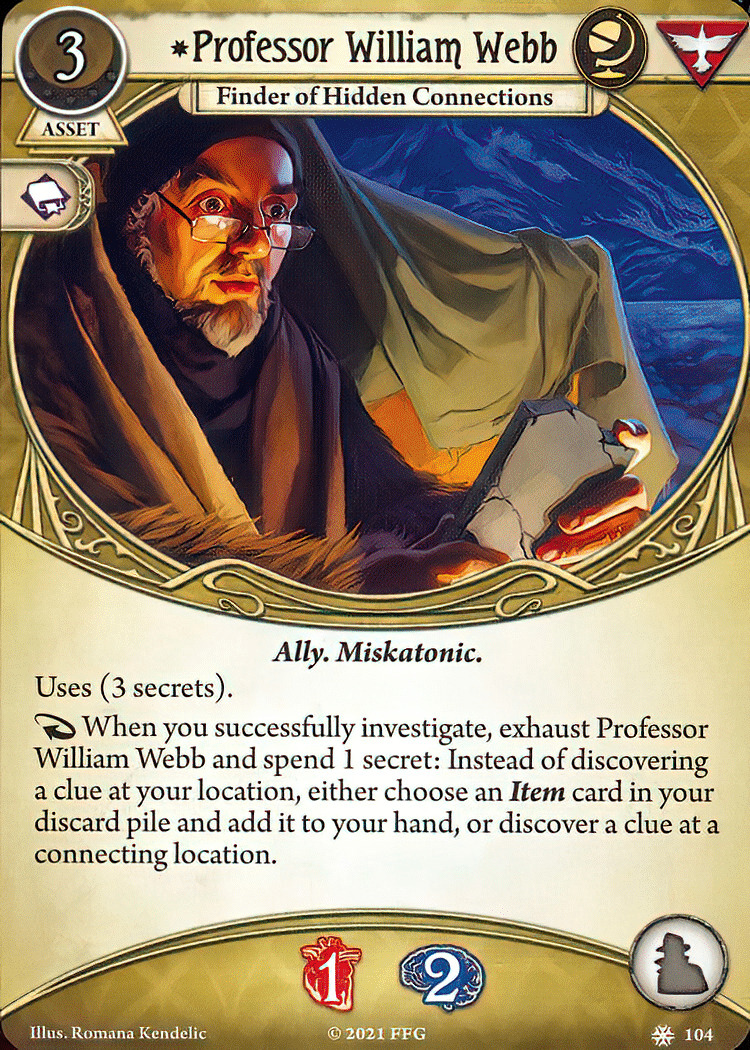 3
*Professor William Webb
Finder of Hidden Connections
ASSET
Ally. Miskatonic.
Uses (3 secrets).
When you successfully investigate, exhaust Professor
William Webb and spend 1 secret: Instead of discovering
a clue at your location, either choose an Item card in your
discard pile and add it to your hand, or discover a clue at a
connecting location.
1 2
Illus. Romana Kendelic © 2021 FFG 104